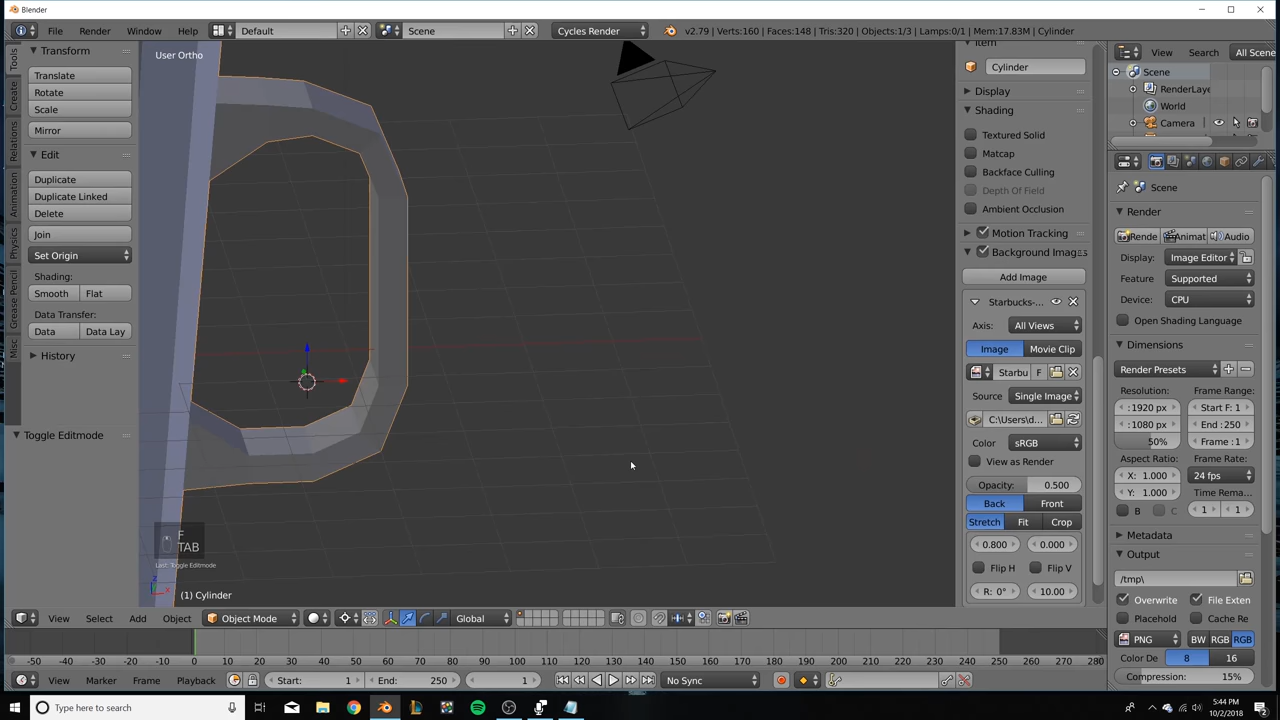 Blender
File Render Window Help Default Scene Cycles Render v2.79 | Verts:160 | Faces:148 | Tris:320 | Objects:1/3 | Lamps:0/1 | Mem:17.83M | Cylinder
Tools
Create
Relations
Animation
Physics
Grease Pencil
Misc
Transform
Translate
Rotate
Scale
Mirror
Edit
Duplicate
Duplicate Linked
Delete
Join
Set Origin
Shading:
Smooth Flat
Data Transfer:
Data Data Lay
History
Toggle Editmode
User Ortho
F
TAB
Last: Toggle Editmode
(1) Cylinder
Item
Cylinder
Display
Shading
Textured Solid
Matcap
Backface Culling
Depth Of Field
Ambient Occlusion
Motion Tracking
Background Images
Add Image
Starbucks-...
Axis: All Views
Image Movie Clip
Starbu F
Source Single Image
C:\Users\d...
Color sRGB
View as Render
Opacity: 0.500
Back Front
Stretch Fit Crop
0.800 0.000
Flip H Flip V
R: 0° 10.00
View Search All Scene
Scene
RenderLaye
World
Camera
Scene
Render
Rende Animat Audio
Display: Image Editor
Feature Supported
Device: CPU
Open Shading Language
Dimensions
Render Presets
Resolution: Frame Range:
:1920 px Start F: 1
:1080 px End :250
50% Frame :1
Aspect Ratio: Frame Rate:
X: 1.000 24 fps
Y: 1.000 Time Rema...
B C 1 1
Metadata
Output
/tmp\
Overwrite File Exten
Placehold Cache Re
PNG BW RGB RGB
Color De 8 16
Compression: 15%
View Select Add Object Object Mode Global
-50 -40 -30 -20 -10 0 10 20 30 40 50 60 70 80 90 100 110 120 130 140 150 160 170 180 190 200 210 220 230 240 250 260 270 280
View Marker Frame Playback Start: 1 End: 250 1 No Sync
Type here to search
5:44 PM
10/2/2018